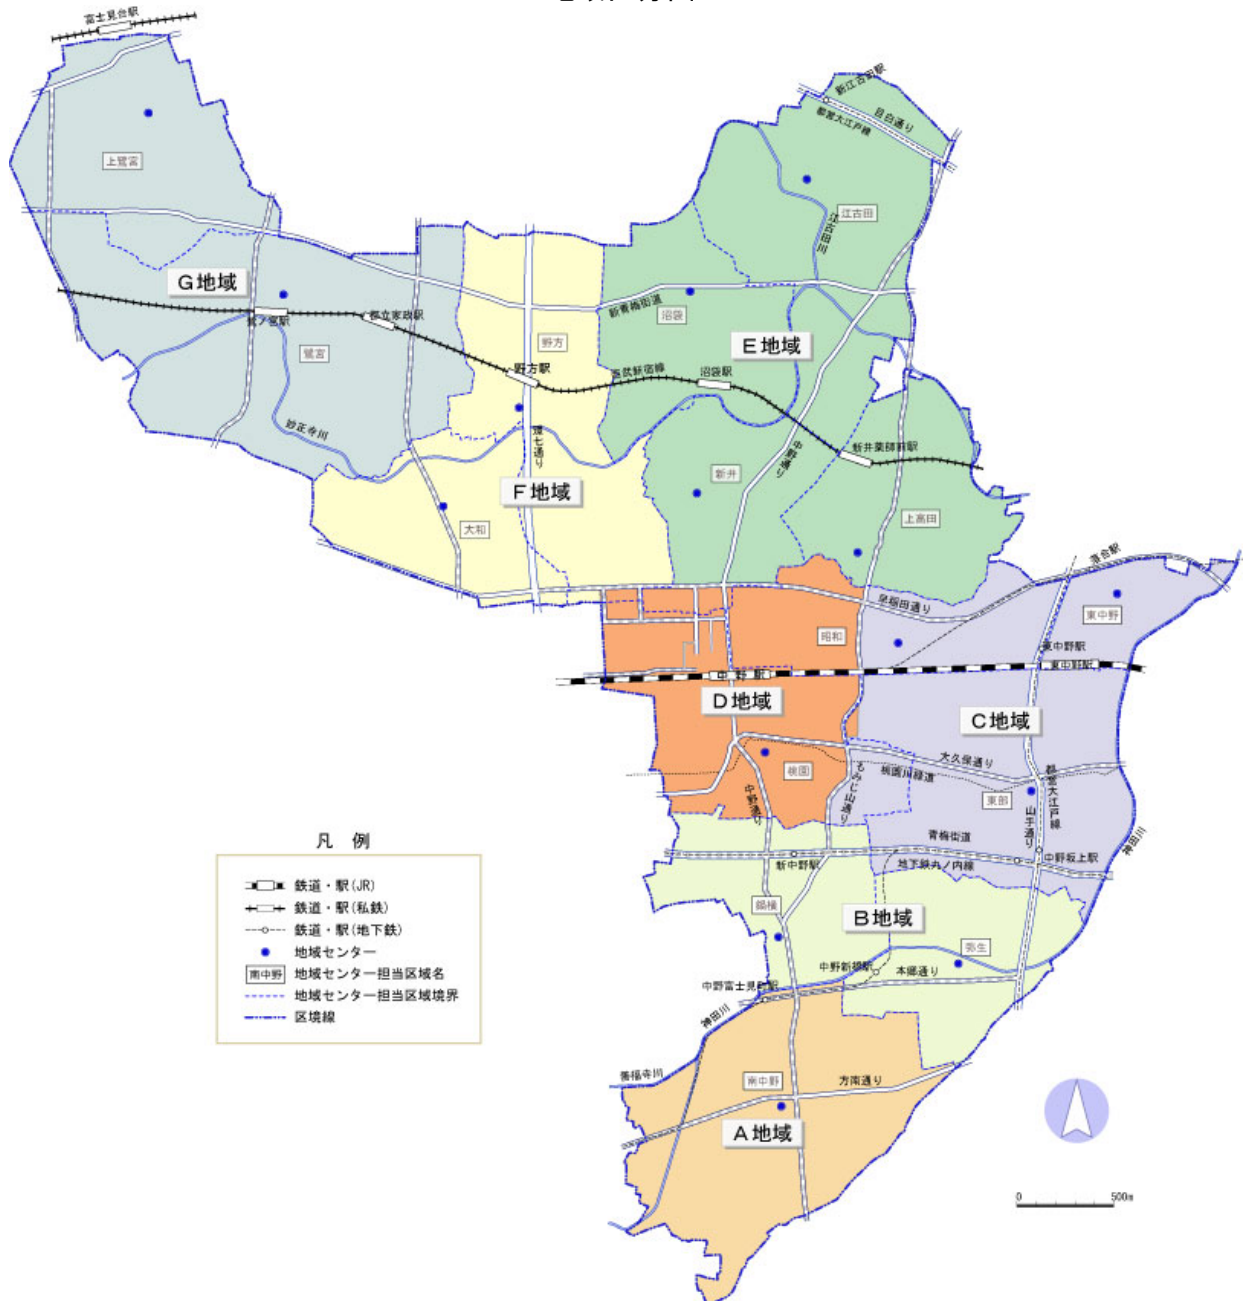 富士見台駅
新江古田駅
目白通り
都営大江戸線
上鷺宮
江古田
江古田川
G地域
新青梅街道
沼袋
鷺ノ宮駅
都立家政駅
野方
E地域
鷺宮
野方駅
西武新宿線
沼袋駅
妙正寺川
環七通り
中野通り
新井薬師前駅
新井
F地域
大和
上高田
落合駅
早稲田通り
東中野
昭和
東中野駅
東中野駅
中野駅
D地域
C地域
大久保通り
桃園
桃園川緑道
もみじ山通り
中野通り
東部
都営大江戸線
山手通り
青梅街道
新中野駅
地下鉄丸ノ内線
中野坂上駅
鍋横
B地域
弥生
中野新橋駅
本郷通り
中野富士見町駅
神田川
善福寺川
南中野
方南通り
A地域
凡 例
鉄道・駅(JR)
鉄道・駅(私鉄)
鉄道・駅(地下鉄)
地域センター
南中野 地域センター担当区域名
地域センター担当区域境界
区境線
0 500m